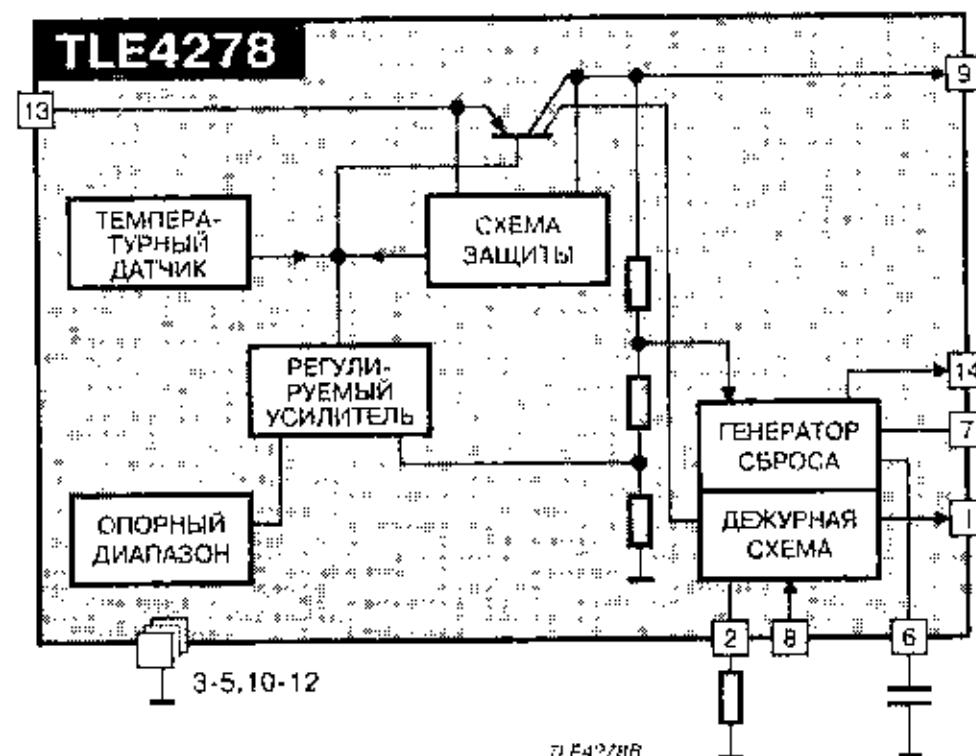 TLE4278
13
9
ТЕМПЕРА-
ТУРНЫЙ
ДАТЧИК
СХЕМА
ЗАЩИТЫ
РЕГУЛИ-
РУЕМЫЙ
УСИЛИТЕЛЬ
14
ГЕНЕРАТОР
СБРОСА
7
ОПОРНЫЙ
ДИАПАЗОН
ДЕЖУРНАЯ
СХЕМА
1
2
8
6
3-5,10-12
TLE4278B